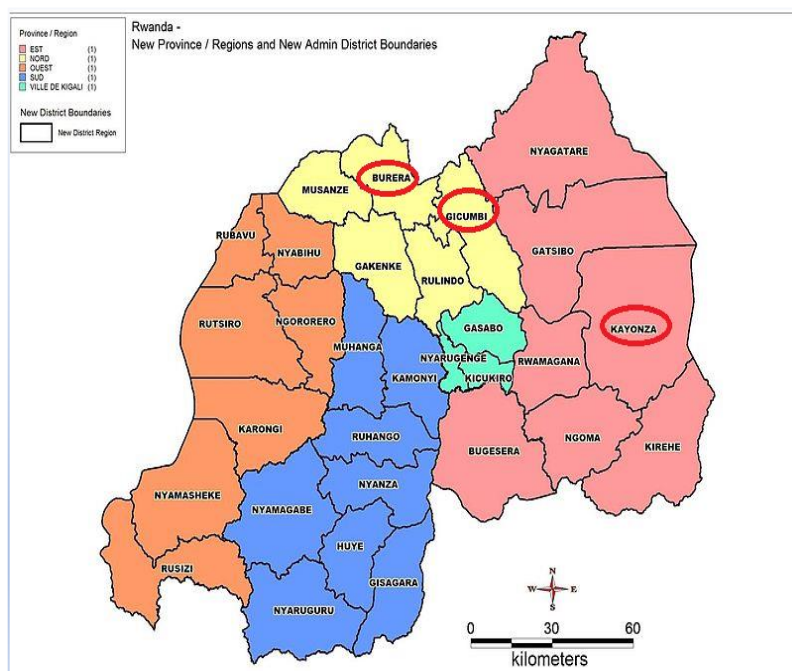 Province / Region
EST (1)
NORD (1)
OUEST (1)
SUD (1)
VILLE DE KIGALI (1)
New District Boundaries
New District Region
Rwanda -
New Province / Regions and New Admin District Boundaries
NYAGATARE
BURERA
MUSANZE
GICUMBI
RUBAVU
NYABIHU
GATSIBO
GAKENKE
RULINDO
RUTSIRO
NGORORERO
GASABO
KAYONZA
MUHANGA
NYARUGENGE
RWAMAGANA
KAMONYI
KICUKIRO
KARONGI
RUHANGO
BUGESERA
NGOMA
KIREHE
NYAMASHEKE
NYANZA
NYAMAGABE
HUYE
RUSIZI
GISAGARA
NYARUGURU
N
W E
S
0 30 60
kilometers